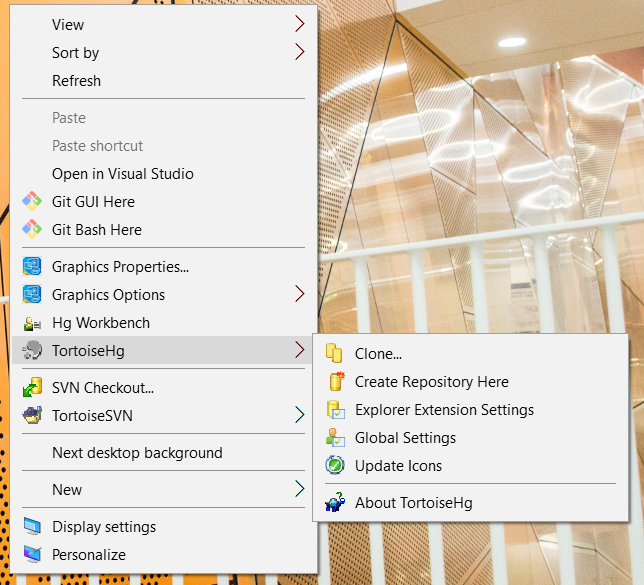 View
Sort by
Refresh
Paste
Paste shortcut
Open in Visual Studio
Git GUI Here
Git Bash Here
Graphics Properties...
Graphics Options
Hg Workbench
TortoiseHg
SVN Checkout...
TortoiseSVN
Next desktop background
New
Display settings
Personalize
Clone...
Create Repository Here
Explorer Extension Settings
Global Settings
Update Icons
About TortoiseHg